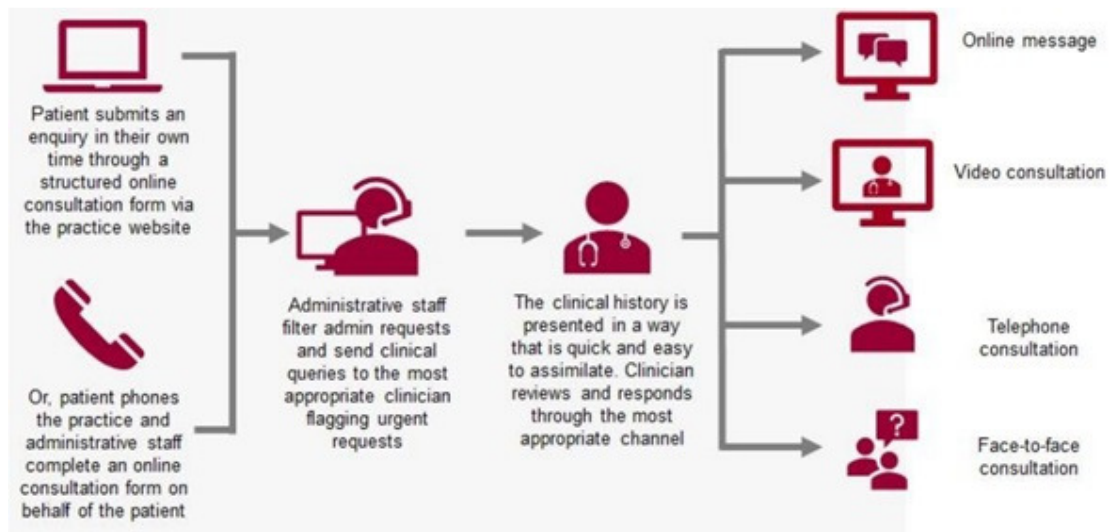 Patient submits an
enquiry in their own
time through a
structured online
consultation form via
the practice website
Or, patient phones
the practice and
administrative staff
complete an online
consultation form on
behalf of the patient
Administrative staff
filter admin requests
and send clinical
queries to the most
appropriate clinician
flagging urgent
requests
The clinical history is
presented in a way
that is quick and easy
to assimilate. Clinician
reviews and responds
through the most
appropriate channel
Online message
Video consultation
Telephone
consultation
?
Face-to-face
consultation